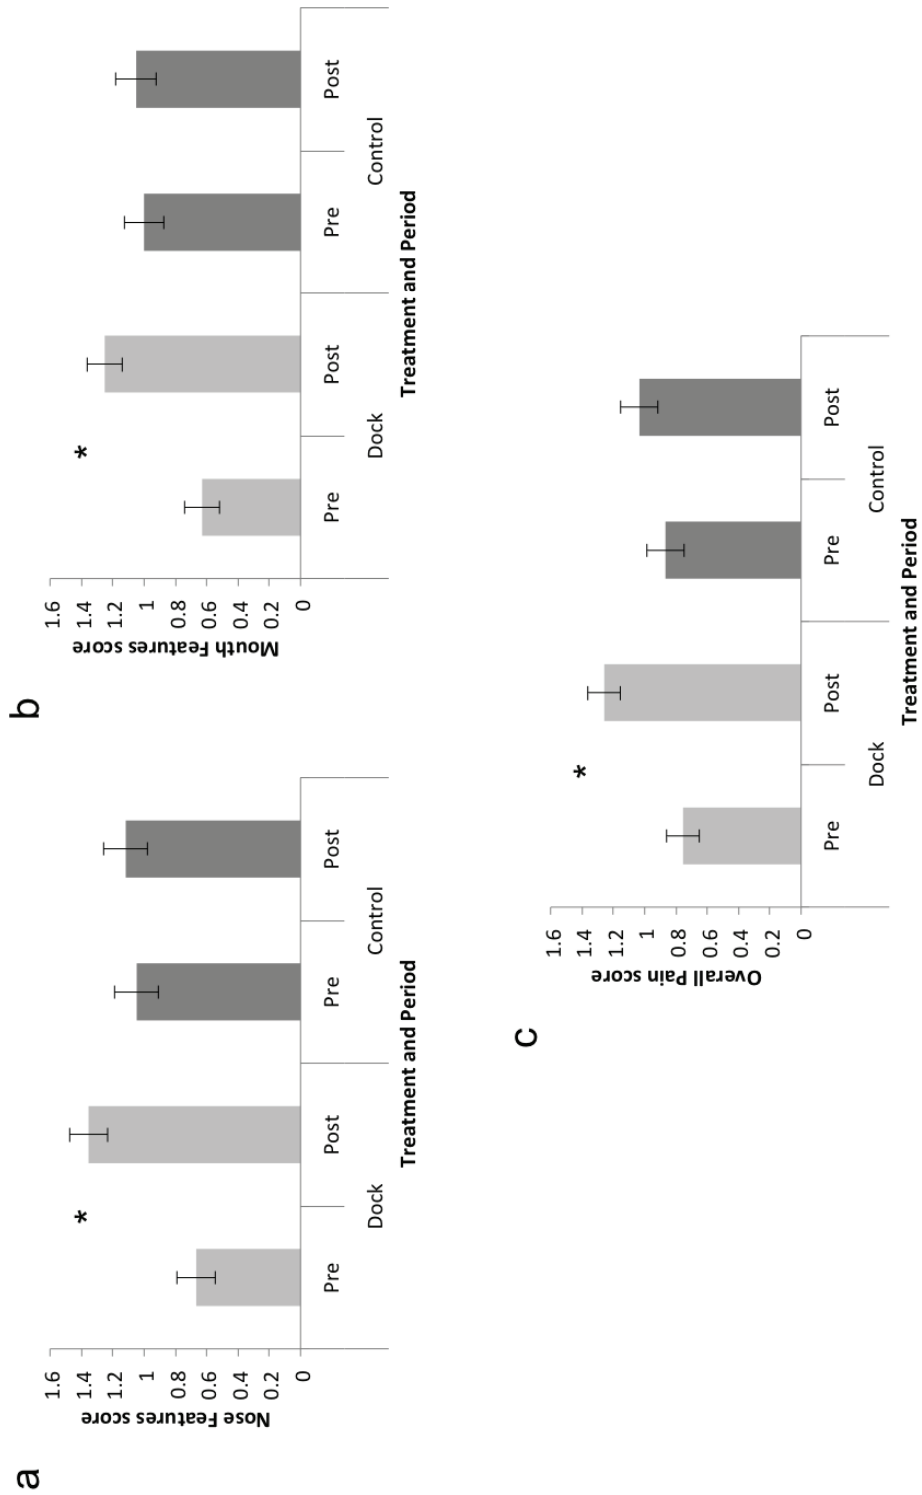 a
Nose Features score
1.6
1.4
1.2
1
0.8
0.6
0.4
0.2
0
*
Pre Post Pre Post
Dock Control
Treatment and Period
b
Mouth Features score
1.6
1.4
1.2
1
0.8
0.6
0.4
0.2
0
*
Pre Post Pre Post
Dock Control
Treatment and Period
c
Overall Pain score
1.6
1.4
1.2
1
0.8
0.6
0.4
0.2
0
*
Pre Post Pre Post
Dock Control
Treatment and Period